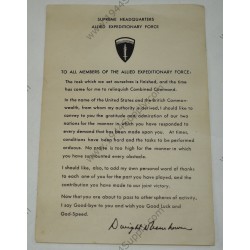 SUPREME HEADQUARTERS
ALLIED EXPEDITIONARY FORCE
TO ALL MEMBERS OF THE ALLIED EXPEDITIONARY FORCE:
The task which we set ourselves is finished, and the time
has come for me to relinquish Combined Command.
In the name of the United States and the British Common-
wealth, from whom my authority is derived, I should like to
convey to you the gratitude and admiration of our two
nations for the manner in which you have responded to
every demand that has been made upon you. At times,
conditions have been hard and the tasks to be performed
arduous. No praise is too high for the manner in which
you have surmounted every obstacle.
I should like, also, to add my own personal word of thanks
to each one of you for the part you have played, and the
contribution you have made to our joint victory.
Now that you are about to pass to other spheres of activity,
I say Good-bye to you and wish you Good Luck and
God-Speed.
Dwight D Eisenhower